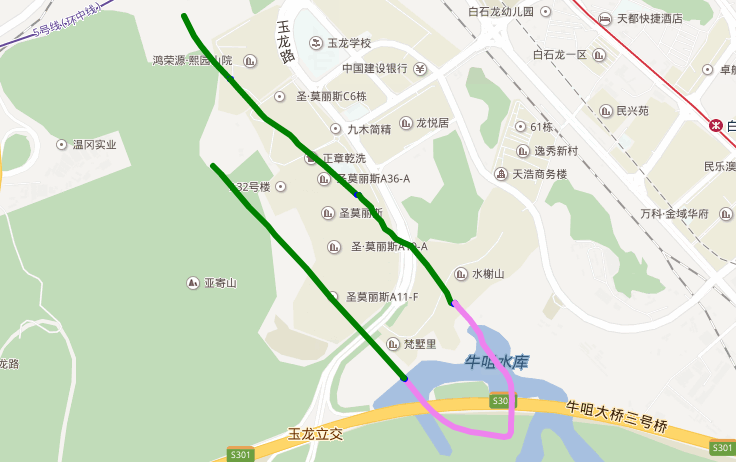 白石龙幼儿园
天都快捷酒店
5号线(环中线)
玉龙路
玉龙学校
白石龙一区
鸿荣源·熙园山院
中国建设银行
卓航
圣·莫丽斯C6栋
民兴苑
九木简精
龙悦居
61栋
白
温冈实业
正章乾洗
逸秀新村
民乐澳
圣莫丽斯A36-A
天浩商务楼
32号楼
圣莫丽斯
万科·金域华府
圣·莫丽斯A19-A
亚寄山
水榭山
圣莫丽斯A11-F
梵墅里
牛咀水库
龙路
S301
牛咀大桥三号桥
玉龙立交
S301
S301